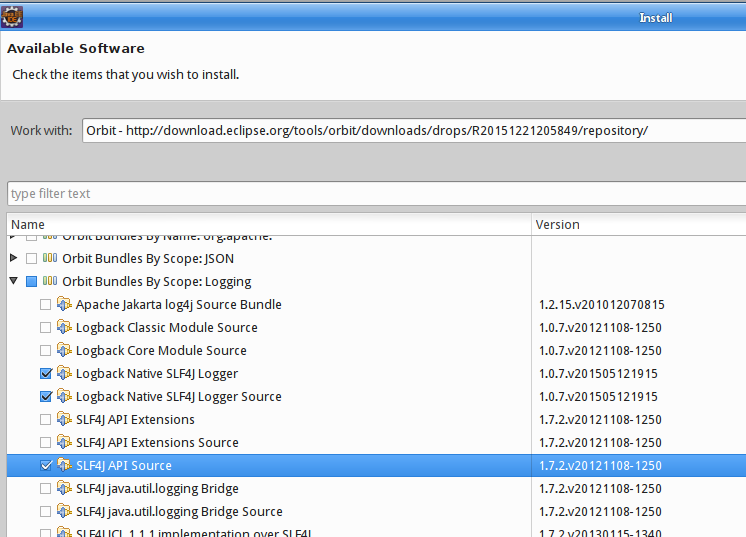 Install
Available Software
Check the items that you wish to install.
Work with: Orbit - http://download.eclipse.org/tools/orbit/downloads/drops/R20151221205849/repository/
type filter text
Name Version
Orbit Bundles By Name: org.apache.
Orbit Bundles By Scope: JSON
Orbit Bundles By Scope: Logging
Apache Jakarta log4j Source Bundle 1.2.15.v201012070815
Logback Classic Module Source 1.0.7.v20121108-1250
Logback Core Module Source 1.0.7.v20121108-1250
Logback Native SLF4J Logger 1.0.7.v201505121915
Logback Native SLF4J Logger Source 1.0.7.v201505121915
SLF4J API Extensions 1.7.2.v20121108-1250
SLF4J API Extensions Source 1.7.2.v20121108-1250
SLF4J API Source 1.7.2.v20121108-1250
SLF4J java.util.logging Bridge 1.7.2.v20121108-1250
SLF4J java.util.logging Bridge Source 1.7.2.v20121108-1250
SLF4J JCL 1.1.1 implementation over SLF4J 1.7.2.v20130115-1340